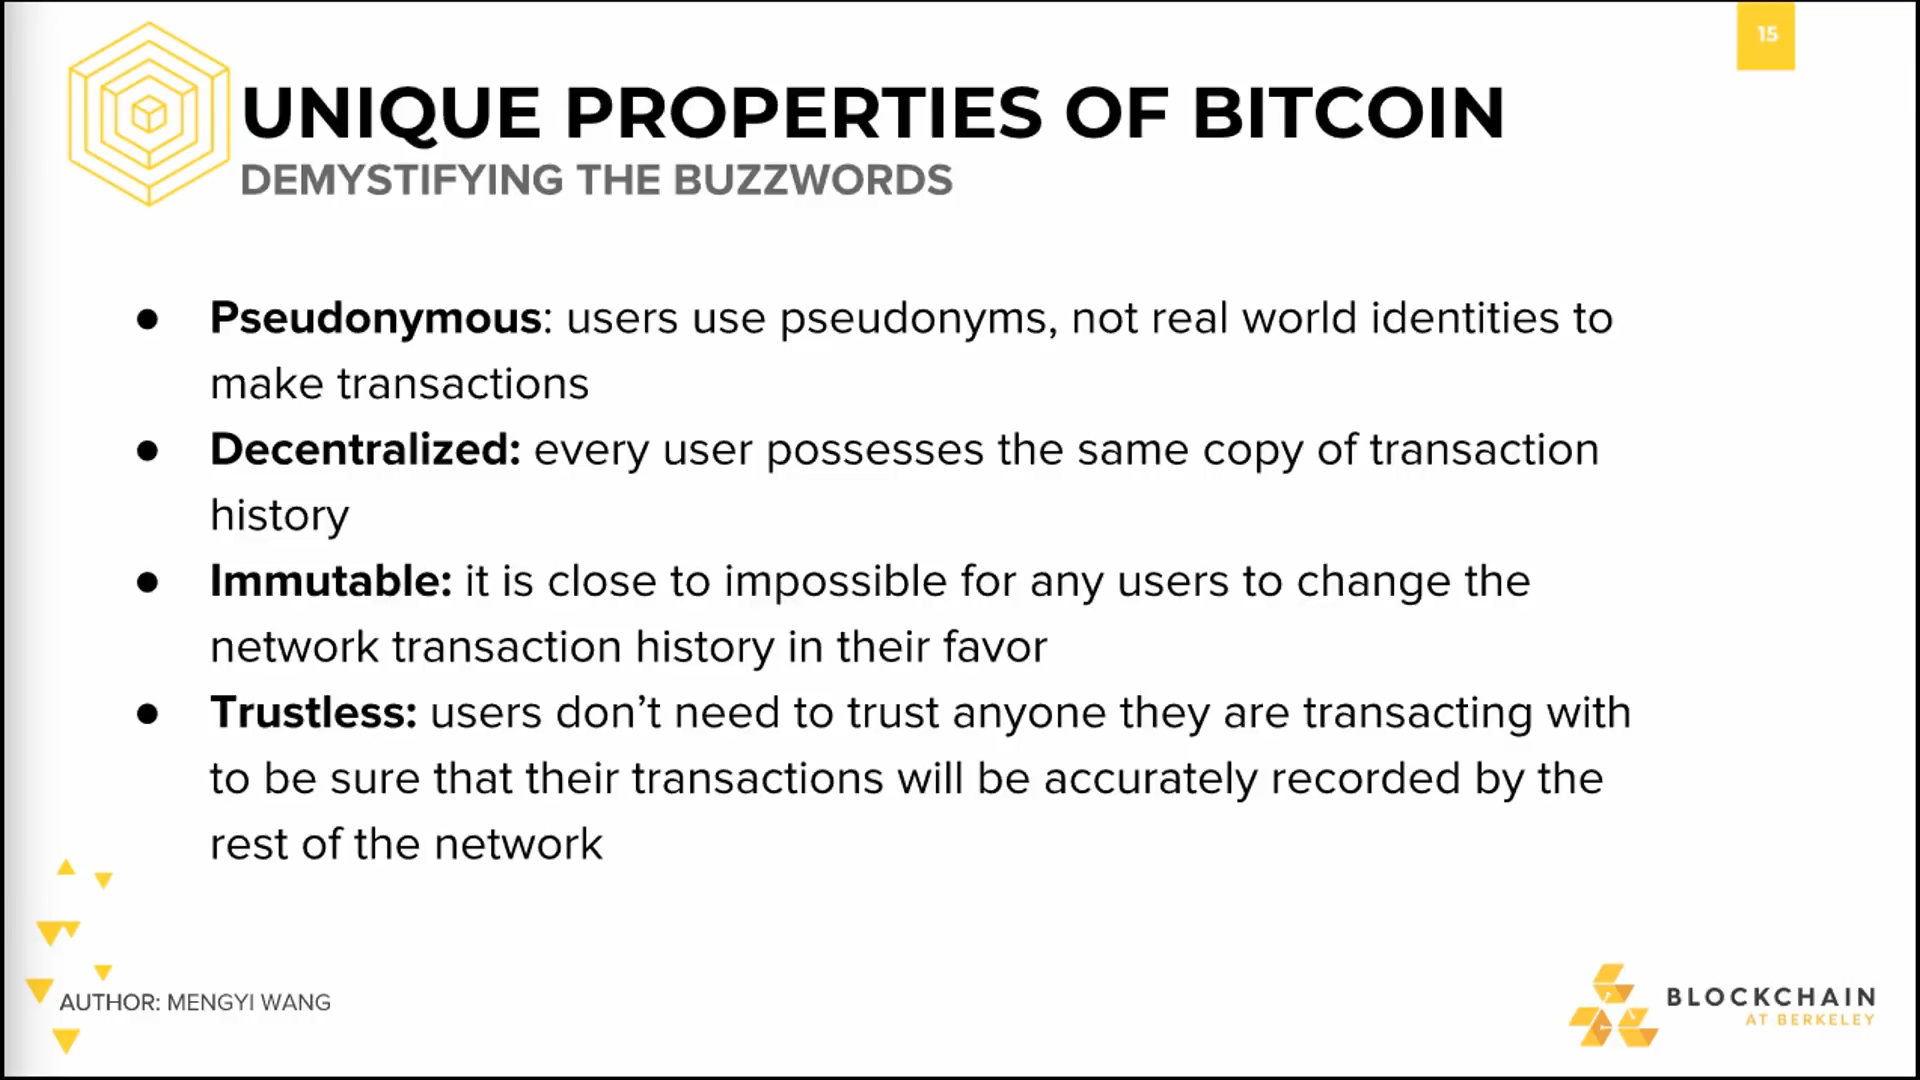 15
UNIQUE PROPERTIES OF BITCOIN
DEMYSTIFYING THE BUZZWORDS
● Pseudonymous: users use pseudonyms, not real world identities to
make transactions
● Decentralized: every user possesses the same copy of transaction
history
● Immutable: it is close to impossible for any users to change the
network transaction history in their favor
● Trustless: users don’t need to trust anyone they are transacting with
to be sure that their transactions will be accurately recorded by the
rest of the network
AUTHOR: MENGYI WANG
BLOCKCHAIN
AT BERKELEY